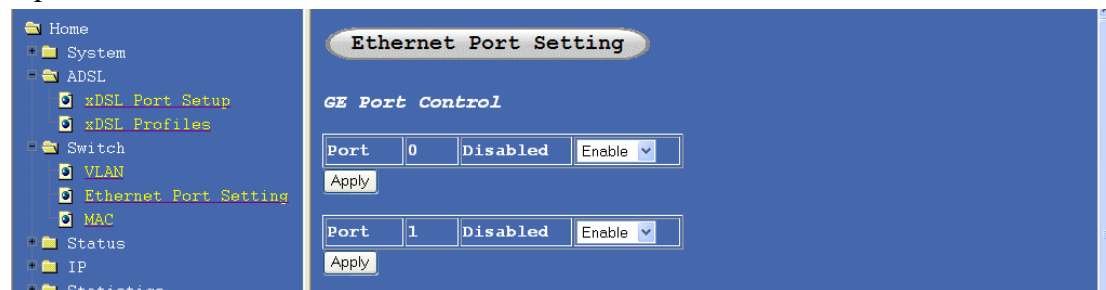 Home
System
ADSL
xDSL Port Setup
xDSL Profiles
Switch
VLAN
Ethernet Port Setting
MAC
Status
IP
Ethernet Port Setting
GE Port Control
Port 0 Disabled Enable
Apply
Port 1 Disabled Enable
Apply